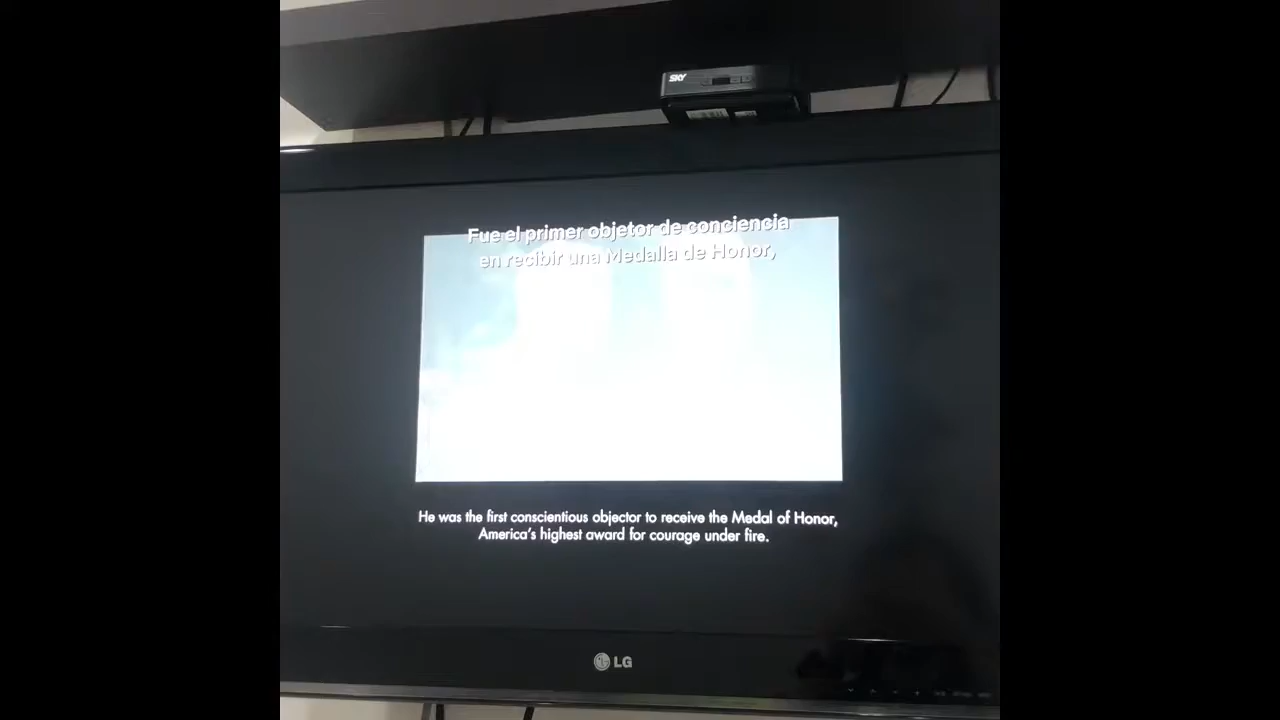 SKY
Fue el primer objetor de conciencia
en recibir una Medalla de Honor,
He was the first conscientious objector to receive the Medal of Honor,
America's highest award for courage under fire.
LG